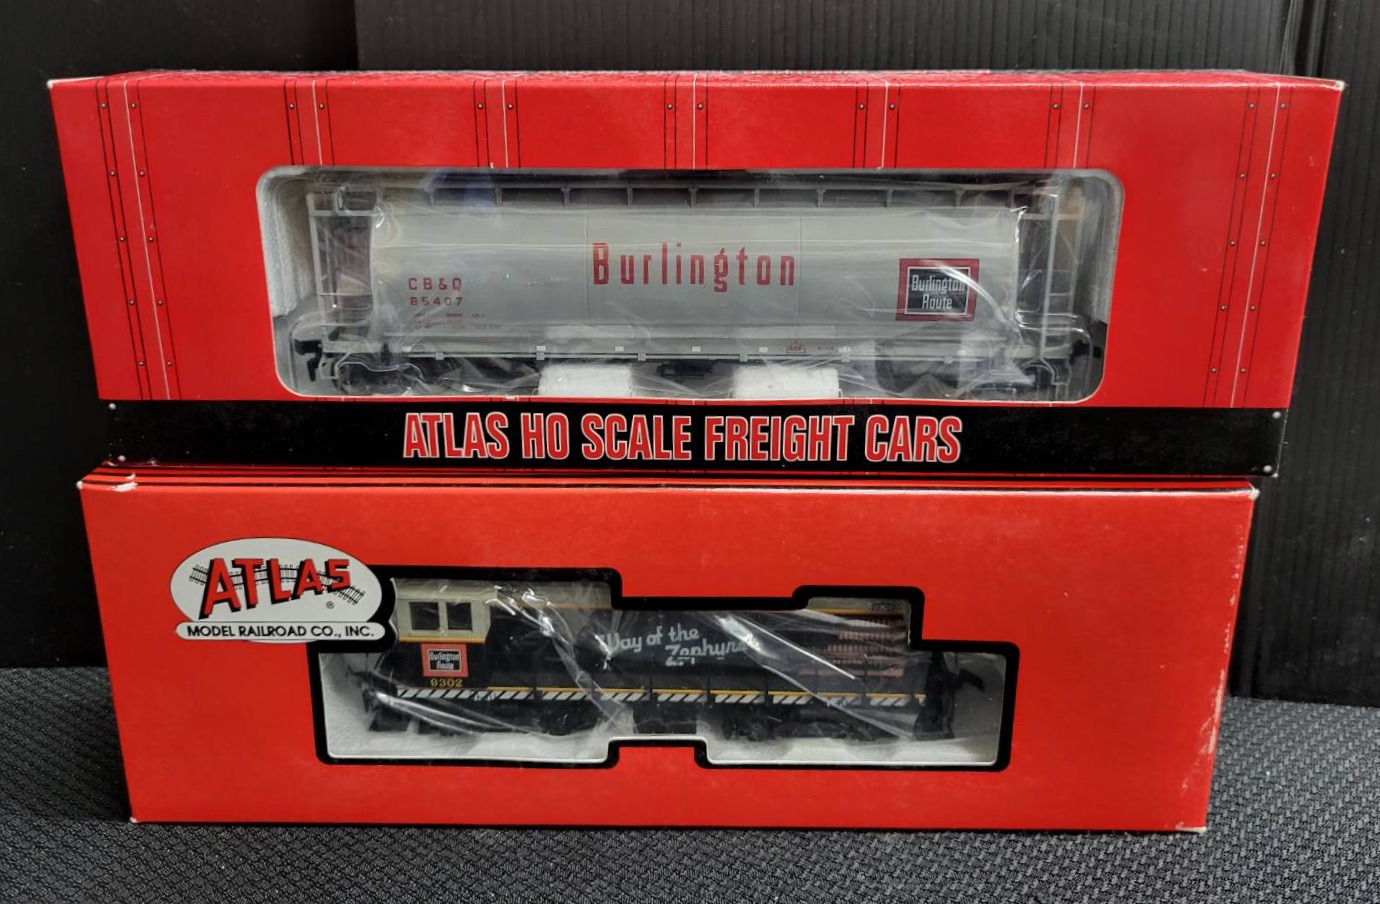 Burlington
CB&Q
85407
Burlington
Route
ATLAS HO SCALE FREIGHT CARS
ATLAS
®
MODEL RAILROAD CO., INC.
Way of the
Zephyrs
Burlington
Route
9302